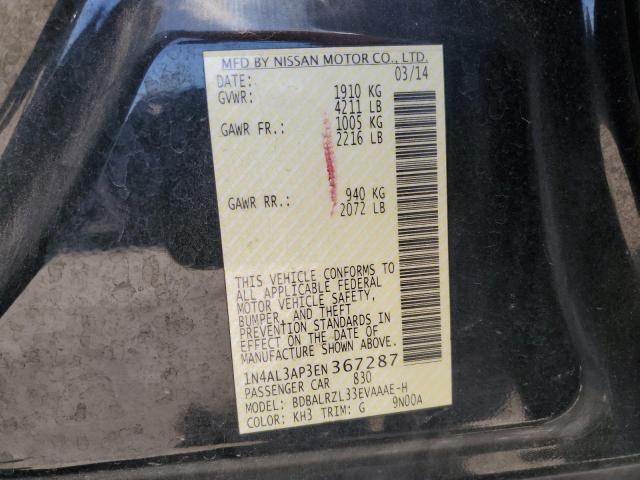 MFD BY NISSAN MOTOR CO., LTD.
DATE: 03/14
GVWR: 1910 KG
4211 LB
GAWR FR.: 1005 KG
2216 LB
GAWR RR.: 940 KG
2072 LB
THIS VEHICLE CONFORMS TO
ALL APPLICABLE FEDERAL
MOTOR VEHICLE SAFETY,
BUMPER, AND THEFT
PREVENTION STANDARDS IN
EFFECT ON THE DATE OF
MANUFACTURE SHOWN ABOVE.
1N4AL3AP3EN367287
PASSENGER CAR 830
MODEL: BDBALRZL33EVAAAE-H
COLOR: KH3 TRIM: G 9N00A